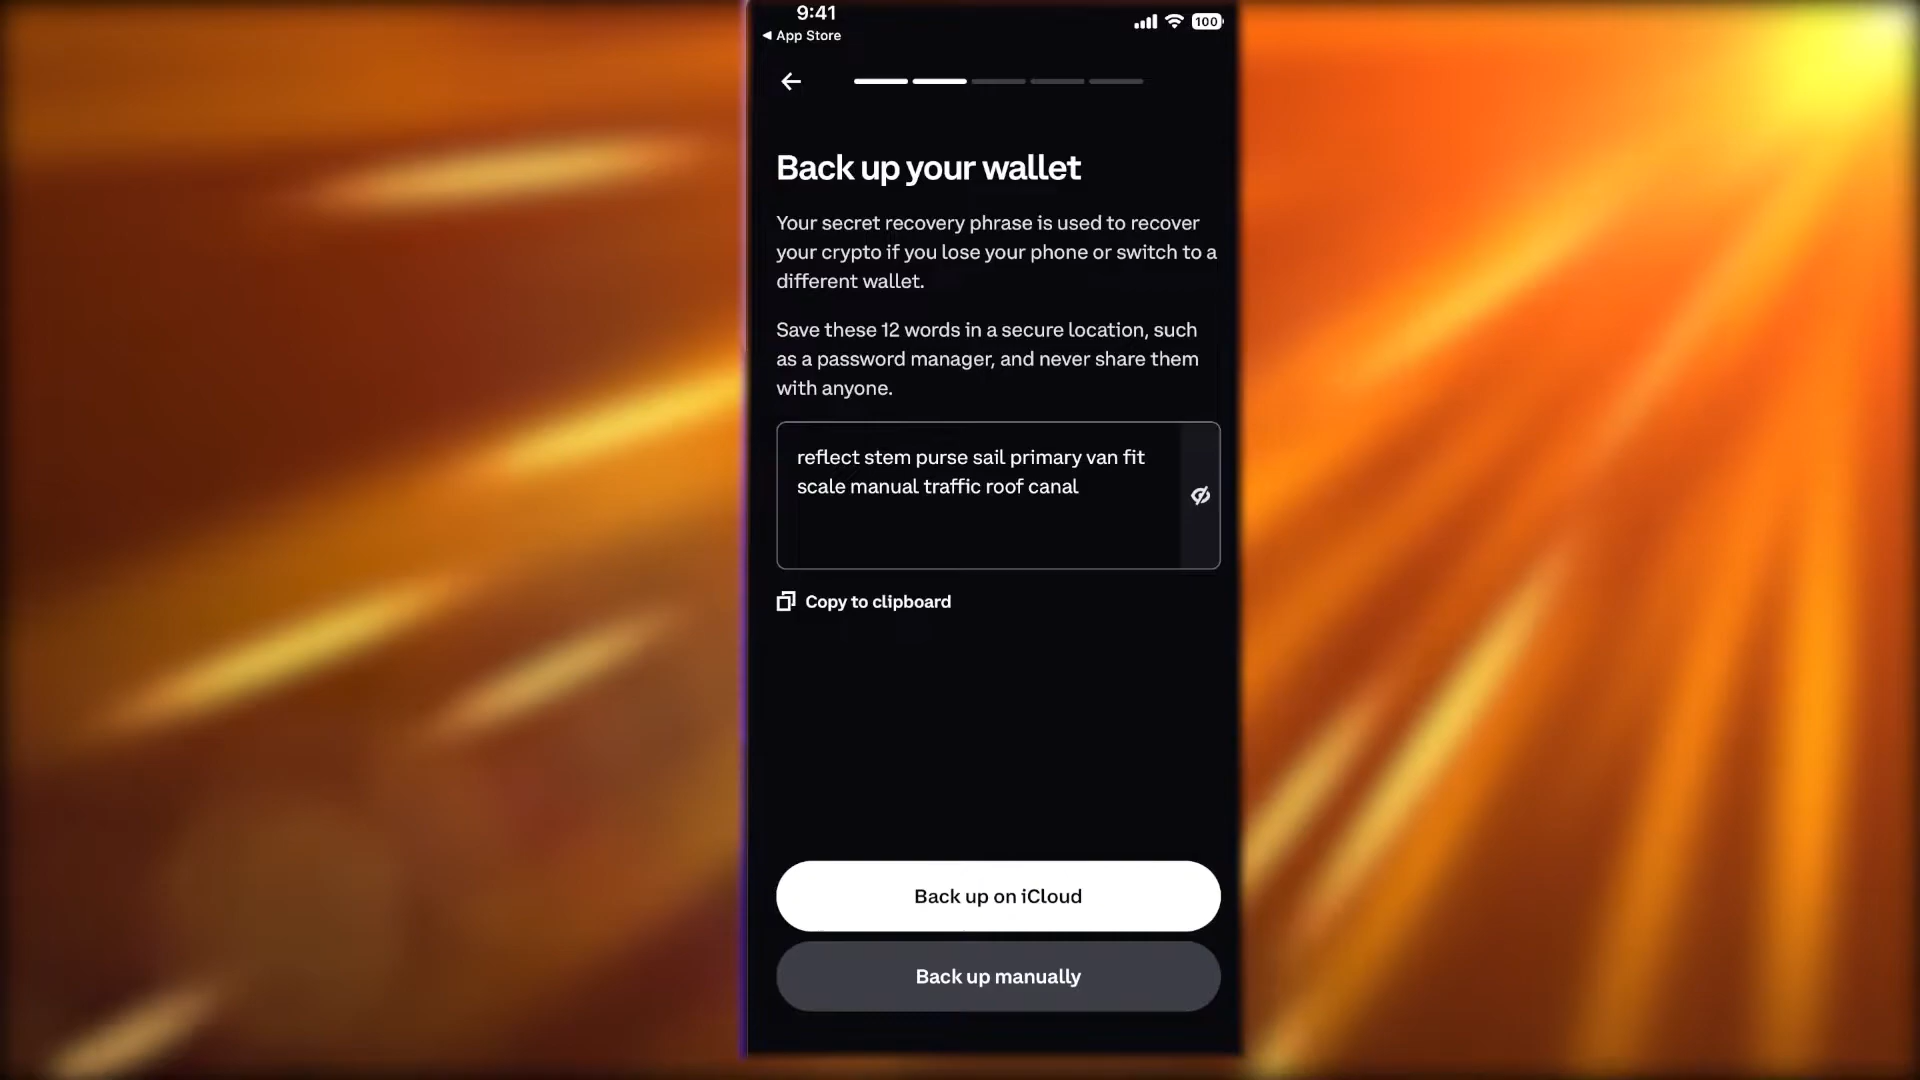 9:41
100
◀ App Store
Back up your wallet
Your secret recovery phrase is used to recover
your crypto if you lose your phone or switch to a
different wallet.
Save these 12 words in a secure location, such
as a password manager, and never share them
with anyone.
reflect stem purse sail primary van fit
scale manual traffic roof canal
Copy to clipboard
Back up on iCloud
Back up manually